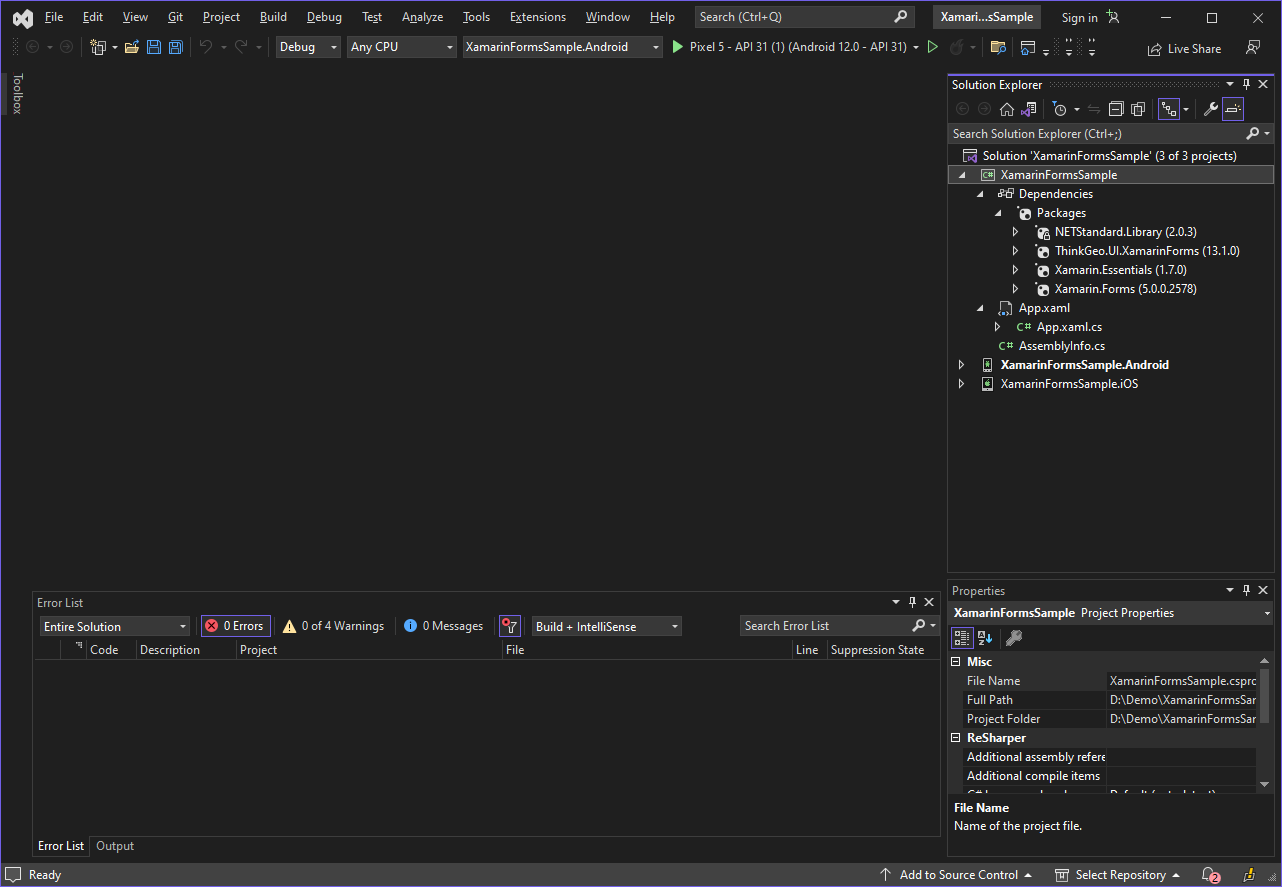 File Edit View Git Project Build Debug Test Analyze Tools Extensions Window Help Search (Ctrl+Q) Xamari...sSample Sign in
Debug Any CPU XamarinFormsSample.Android Pixel 5 - API 31 (1) (Android 12.0 - API 31) Live Share
Toolbox
Solution Explorer
Search Solution Explorer (Ctrl+;)
Solution 'XamarinFormsSample' (3 of 3 projects)
C# XamarinFormsSample
Dependencies
Packages
NETStandard.Library (2.0.3)
ThinkGeo.UI.XamarinForms (13.1.0)
Xamarin.Essentials (1.7.0)
Xamarin.Forms (5.0.0.2578)
App.xaml
C# App.xaml.cs
C# AssemblyInfo.cs
XamarinFormsSample.Android
XamarinFormsSample.iOS
Error List
Entire Solution 0 Errors 0 of 4 Warnings 0 Messages Build + IntelliSense Search Error List
Code Description Project File Line Suppression State
Error List Output
Properties
XamarinFormsSample Project Properties
Misc
File Name XamarinFormsSample.cspro
Full Path D:\Demo\XamarinFormsSar
Project Folder D:\Demo\XamarinFormsSar
ReSharper
Additional assembly refere
Additional compile items
File Name
Name of the project file.
Ready Add to Source Control Select Repository 2